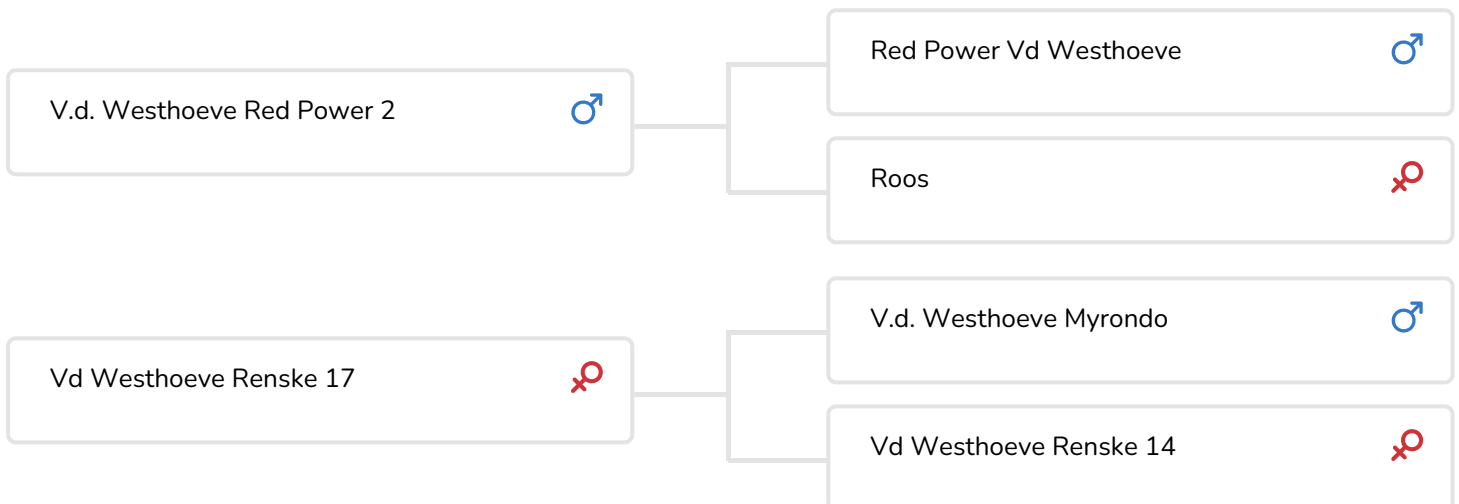 Red Power Vd Westhoeve
V.d. Westhoeve Red Power 2
Roos
V.d. Westhoeve Myrondo
Vd Westhoeve Renske 17
Vd Westhoeve Renske 14